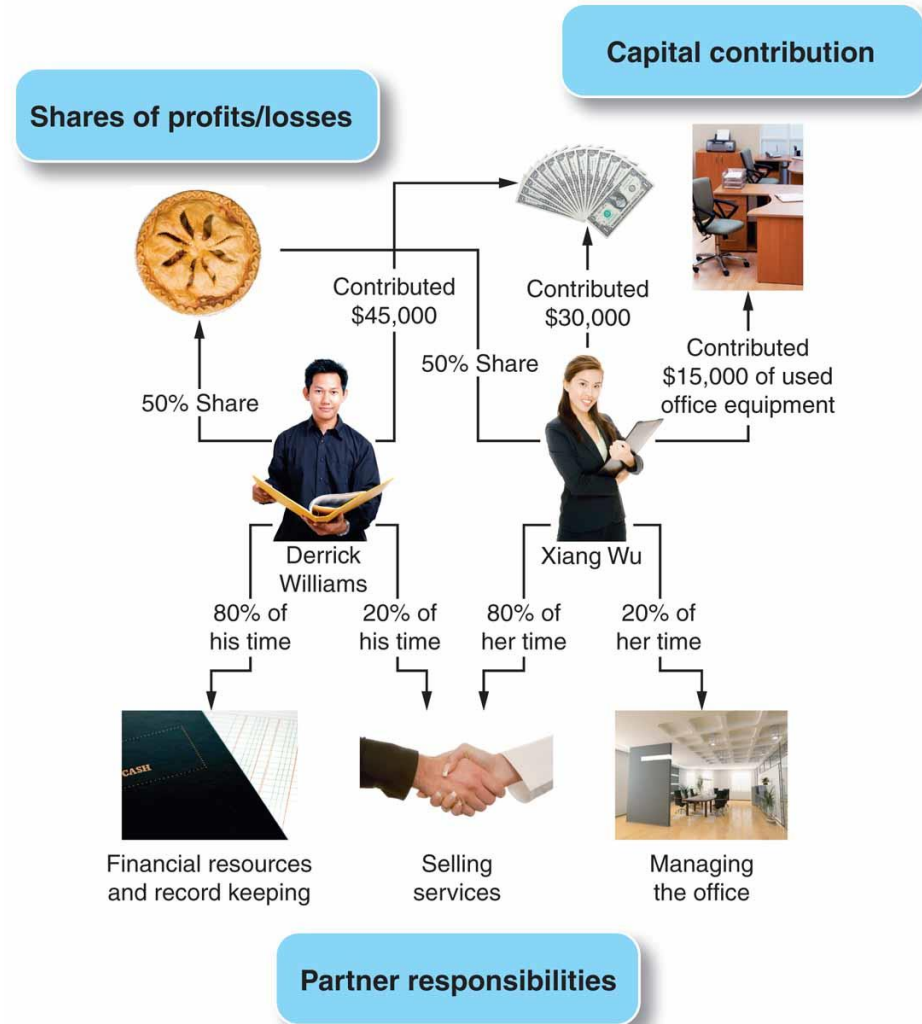 Capital contribution
Shares of profits/losses
Contributed
$45,000
Contributed
$30,000
50% Share
Contributed
$15,000 of used
office equipment
50% Share
Derrick
Williams
Xiang Wu
80% of
his time
20% of
his time
80% of
her time
20% of
her time
CASH
Financial resources
and record keeping
Selling
services
Managing
the office
Partner responsibilities